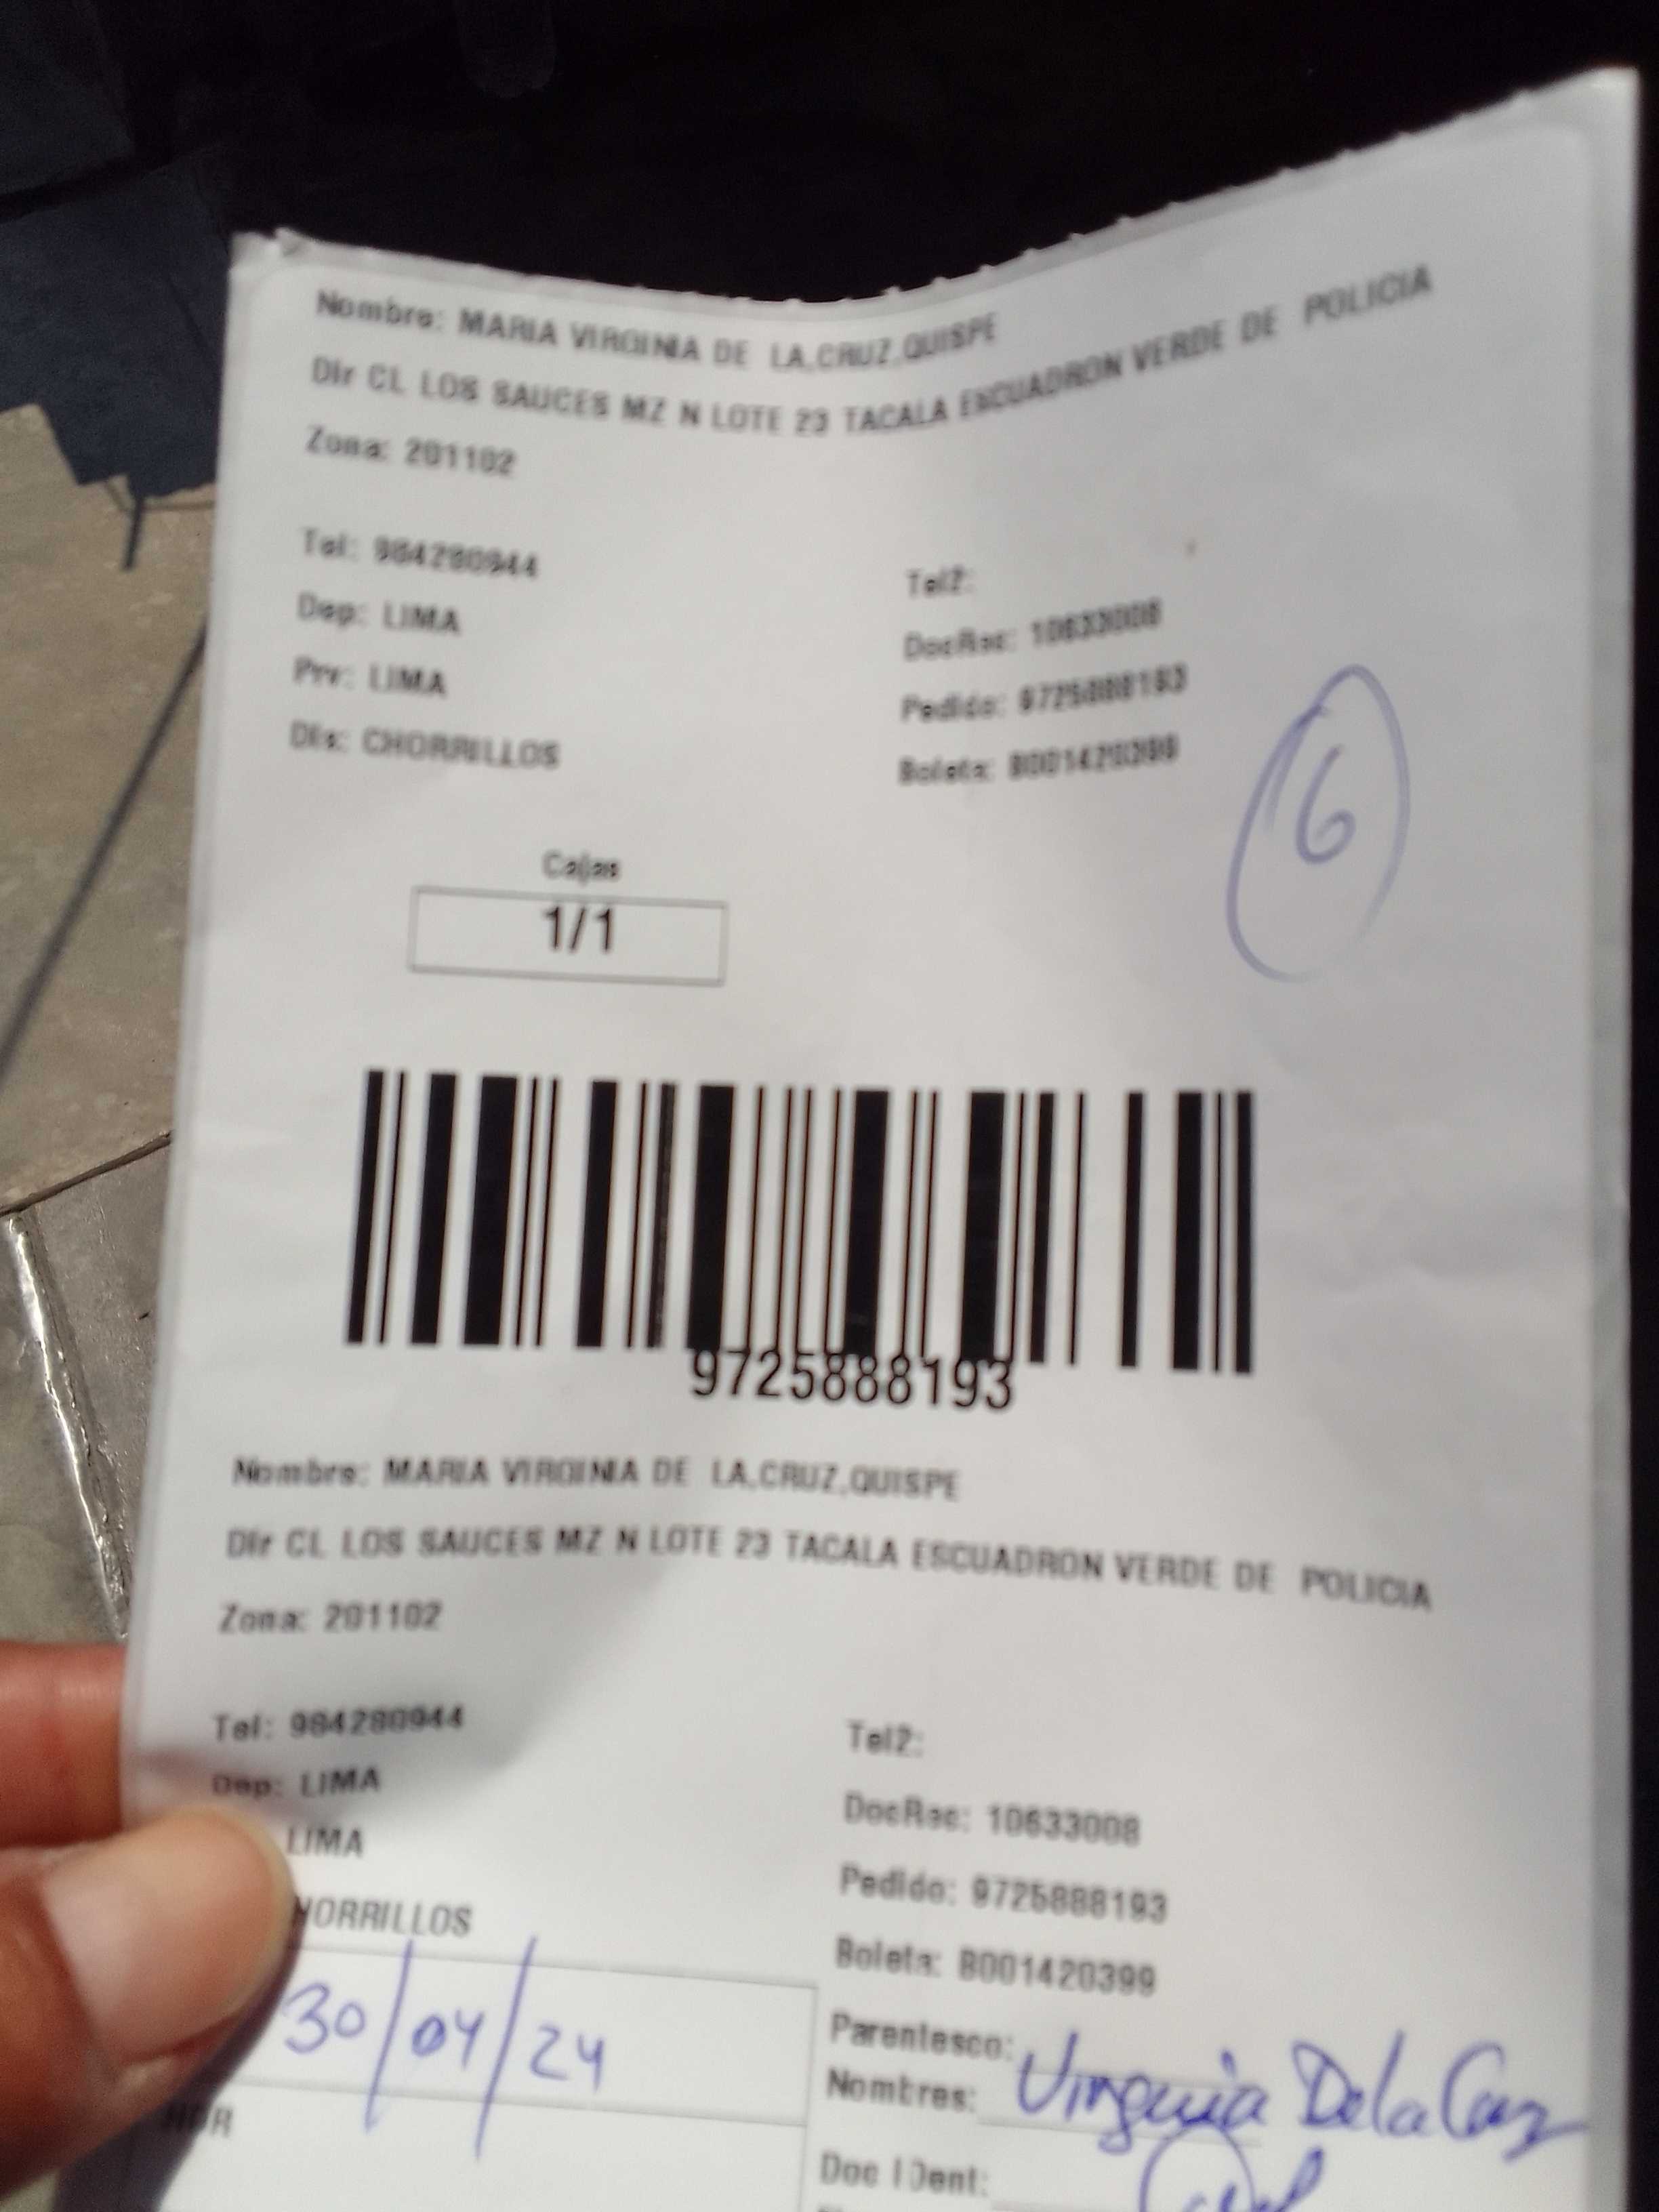 Nombre: MARIA VIRGINIA DE LA.CRUZ.QUISPE
Dir CL LOS SAUCES MZ N LOTE 23 TACALA ESCUADRON VERDE DE POLICIA
Zona: 201102
Tel: 984280944
Tel2:
Dep: LIMA
DocRec: 10633008
Prv: LIMA
Pedido: 9725888193
Dis: CHORRILLOS
Boleta: B001420399
6
Cajas
1/1
9725888193
Nombre: MARIA VIRGINIA DE LA.CRUZ.QUISPE
Dir CL LOS SAUCES MZ N LOTE 23 TACALA ESCUADRON VERDE DE POLICIA
Zona: 201102
Tel: 984280944
Tel2:
Dep: LIMA
DocRec: 10633008
LIMA
Pedido: 9725888193
HORRILLOS
Boleta: B001420399
30/04/24
Parentesco:
Nombres: Virginia De la Cruz
Doc IDent: